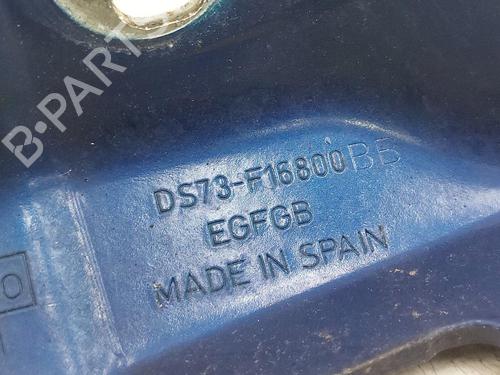 B-PARTS
DS73-F16800BB
EGFGB
MADE IN SPAIN